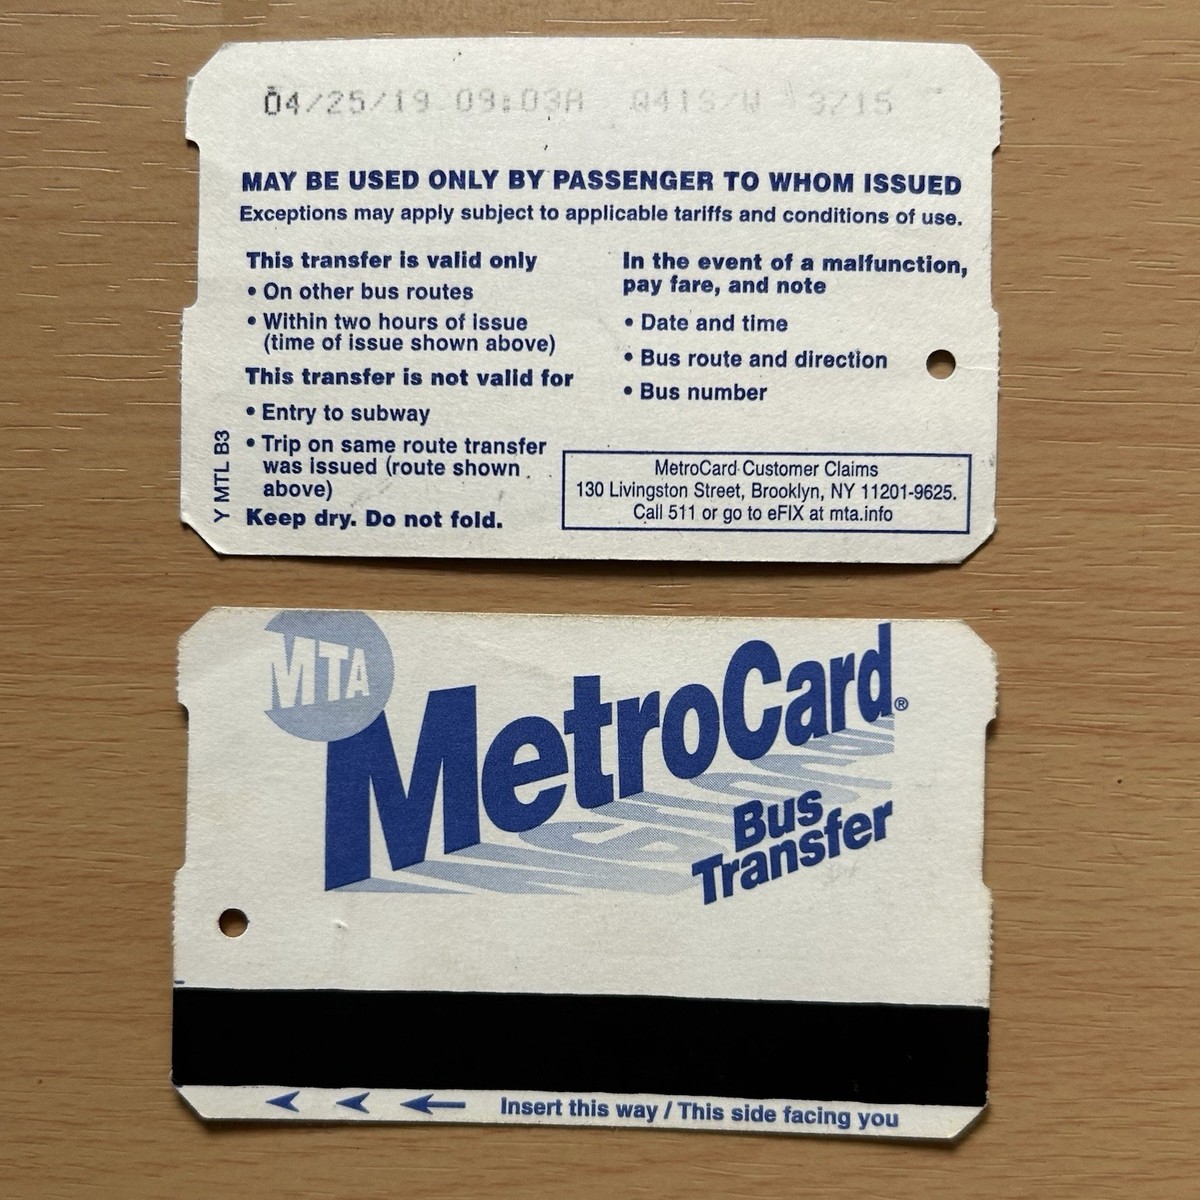 04/25/19 09:03A
MAY BE USED ONLY BY PASSENGER TO WHOM ISSUED
Exceptions may apply subject to applicable tariffs and conditions of use.
This transfer is valid only
• On other bus routes
• Within two hours of issue
(time of issue shown above)
This transfer is not valid for
• Entry to subway
• Trip on same route transfer
was issued (route shown
above)
Keep dry. Do not fold.
Y MTL B3
In the event of a malfunction,
pay fare, and note
• Date and time
• Bus route and direction
• Bus number
MetroCard Customer Claims
130 Livingston Street, Brooklyn, NY 11201-9625.
Call 511 or go to eFIX at mta.info
MTA
MetroCard®
Bus
Transfer
Insert this way / This side facing you